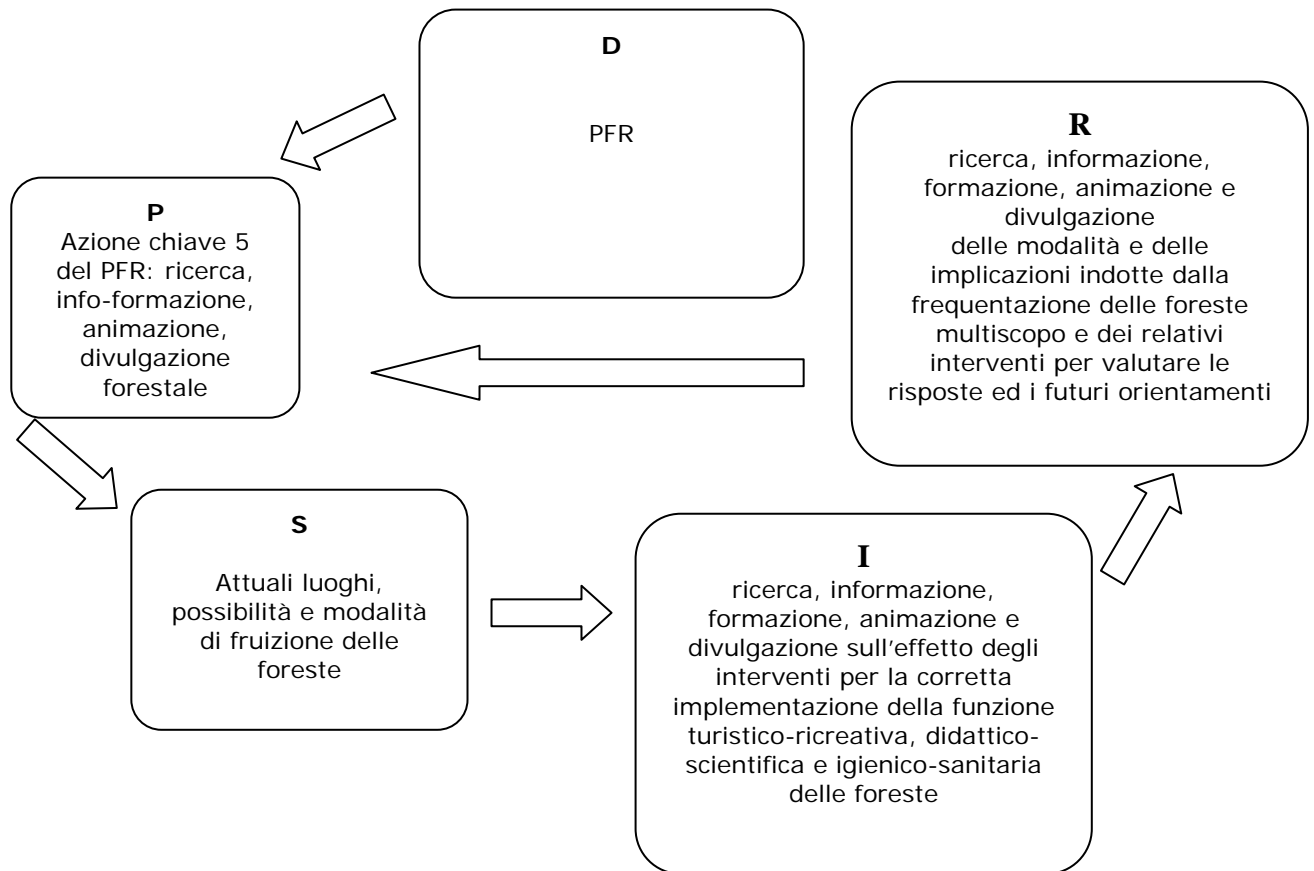 D
PFR
P
Azione chiave 5
del PFR: ricerca,
info-formazione,
animazione,
divulgazione
forestale
R
ricerca, informazione,
formazione, animazione e
divulgazione
delle modalità e delle
implicazioni indotte dalla
frequentazione delle foreste
multiscopo e dei relativi
interventi per valutare le
risposte ed i futuri orientamenti
S
Attuali luoghi,
possibilità e modalità
di fruizione delle
foreste
I
ricerca, informazione,
formazione, animazione e
divulgazione sull'effetto degli
interventi per la corretta
implementazione della funzione
turistico-ricreativa, didattico-
scientifica e igienico-sanitaria
delle foreste